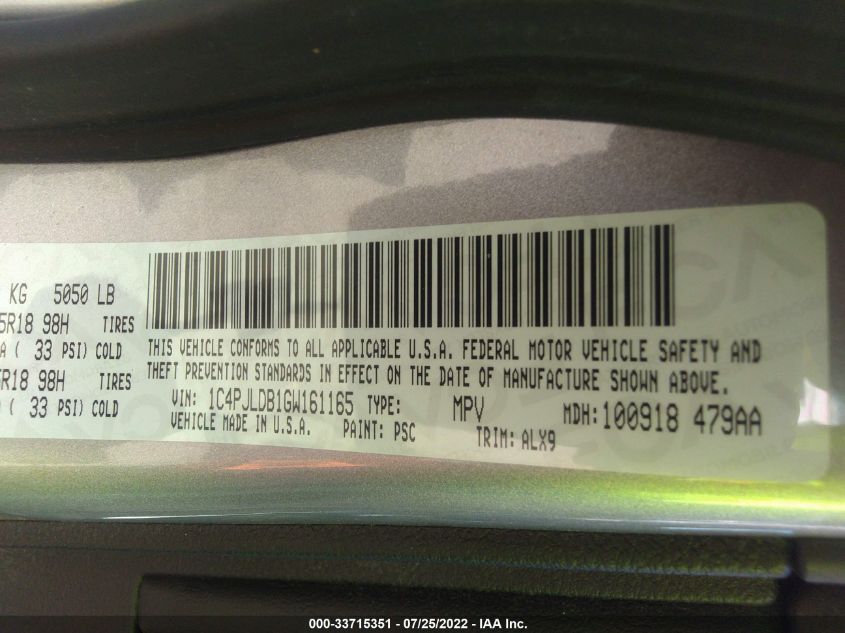 KG 5050 LB
5R18 98H TIRES
A ( 33 PSI) COLD
5R18 98H TIRES
( 33 PSI) COLD
THIS VEHICLE CONFORMS TO ALL APPLICABLE U.S.A. FEDERAL MOTOR VEHICLE SAFETY AND
THEFT PREVENTION STANDARDS IN EFFECT ON THE DATE OF MANUFACTURE SHOWN ABOVE.
VIN: 1C4PJLDB1GW161165 TYPE: MPV MDH: 100918 479AA
VEHICLE MADE IN U.S.A. PAINT: PSC TRIM: ALX9
000-33715351 / 07/25/2022 - IAA Inc.